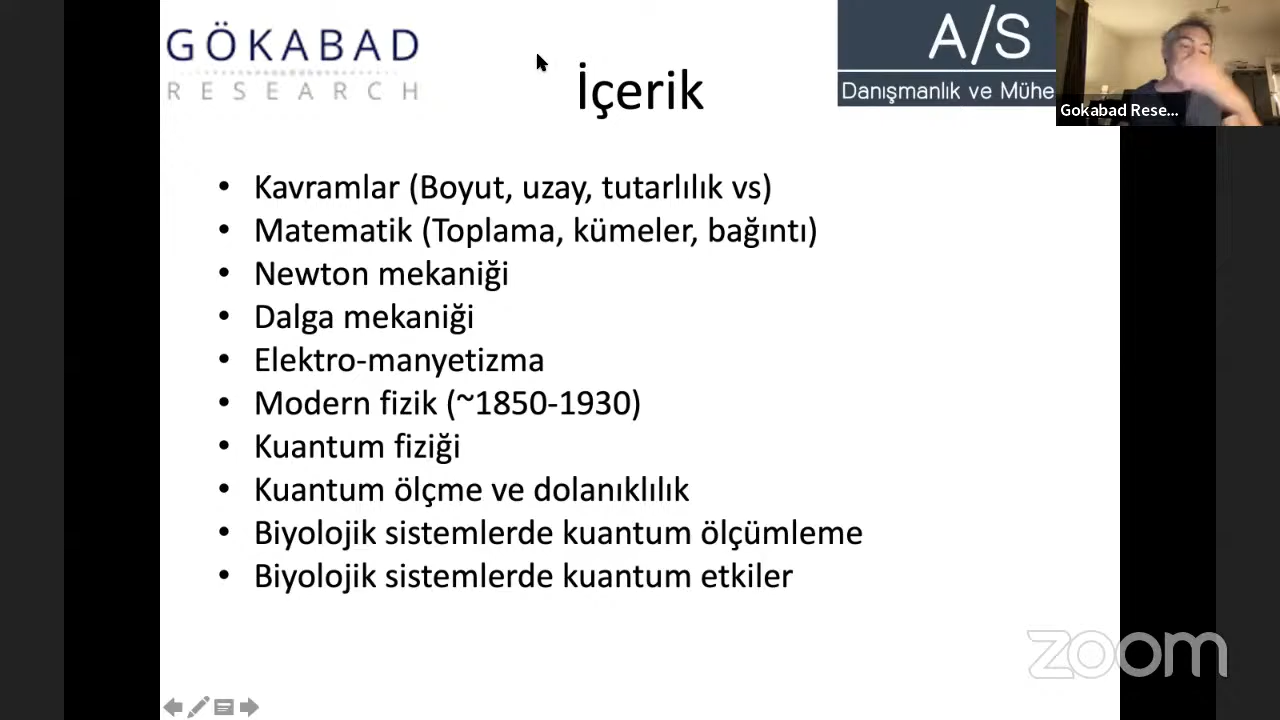 GÖKABAD
RESEARCH
A/S
Danışmanlık ve Mühe
Gokabad Rese...
İçerik
• Kavramlar (Boyut, uzay, tutarlılık vs)
• Matematik (Toplama, kümeler, bağıntı)
• Newton mekaniği
• Dalga mekaniği
• Elektro-manyetizma
• Modern fizik (~1850-1930)
• Kuantum fiziği
• Kuantum ölçme ve dolanıklılık
• Biyolojik sistemlerde kuantum ölçümleme
• Biyolojik sistemlerde kuantum etkiler
zoom